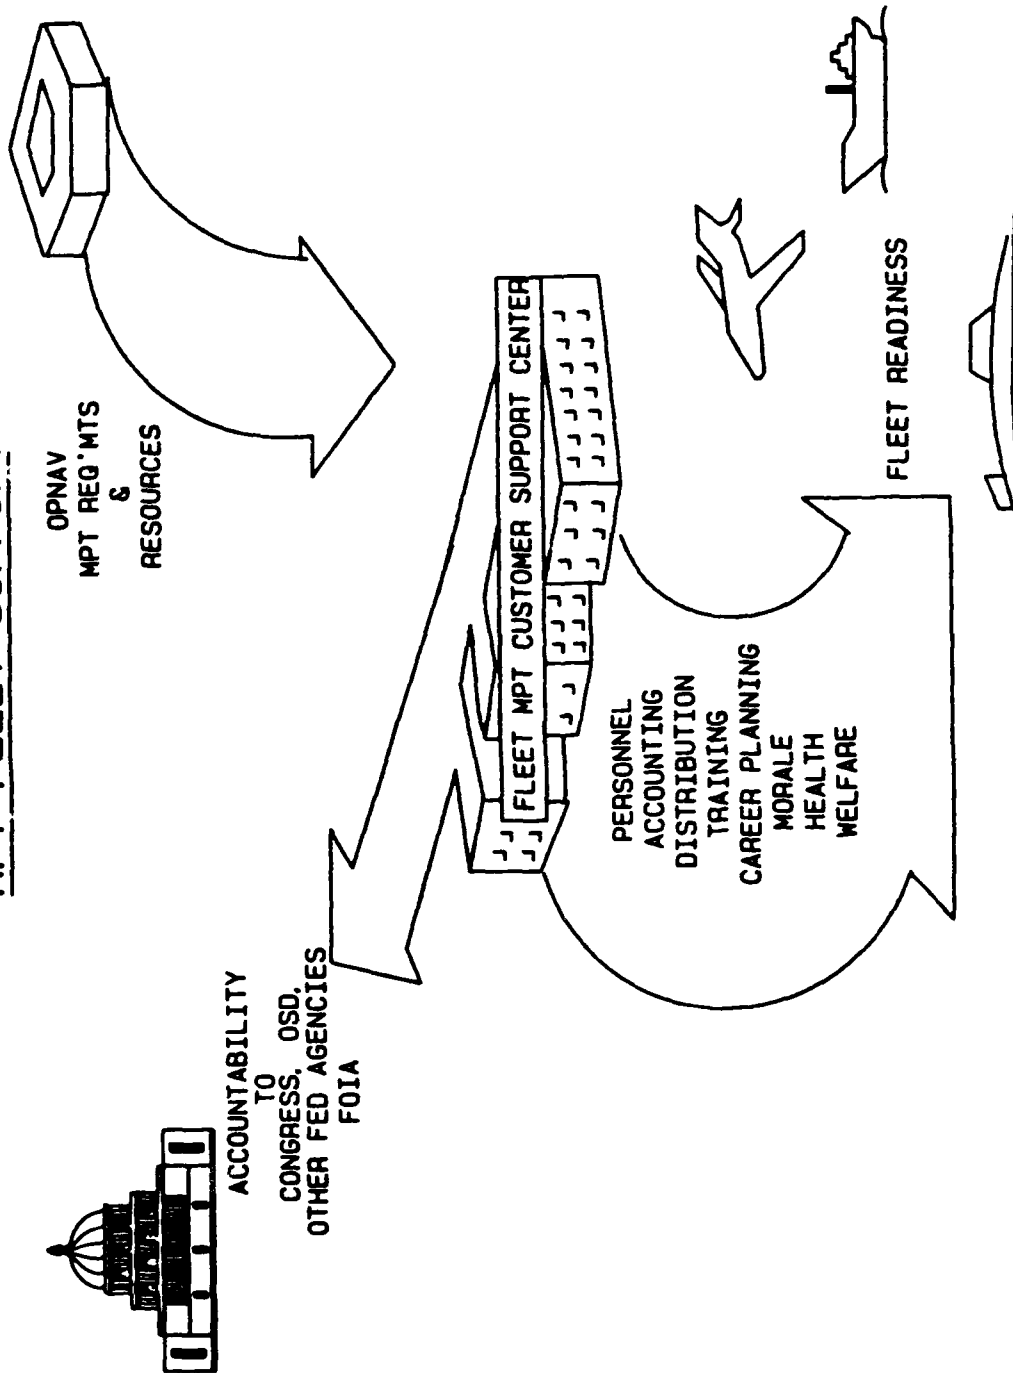 OPNAV
MPT REQ'MTS
&
RESOURCES
ACCOUNTABILITY
TO
CONGRESS, OSD,
OTHER FED AGENCIES
FOIA
FLEET MPT CUSTOMER SUPPORT CENTER
PERSONNEL
ACCOUNTING
DISTRIBUTION
TRAINING
CAREER PLANNING
MORALE
HEALTH
WELFARE
FLEET READINESS